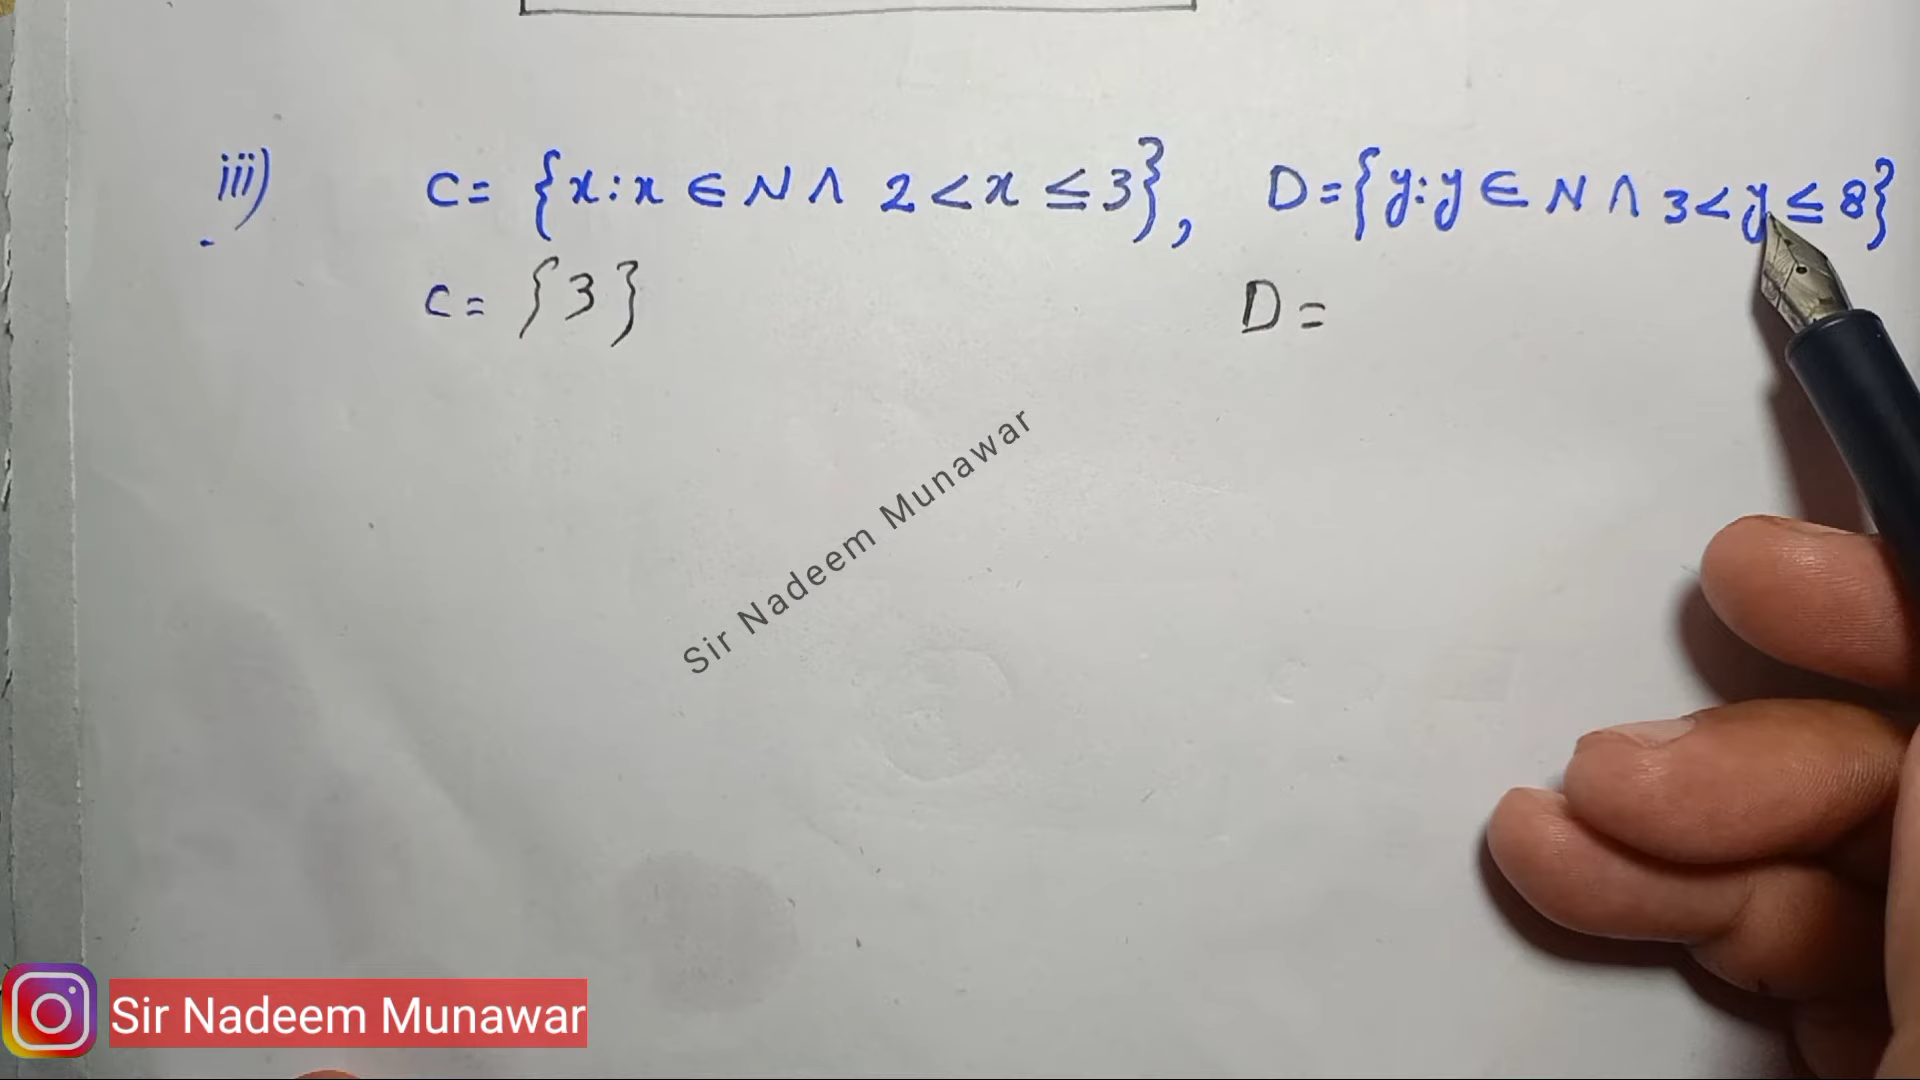 iii) C = {x : x ∈ N ∧ 2 < x ≤ 3}, D = {y : y ∈ N ∧ 3 < y ≤ 8}
C = {3} D =
Sir Nadeem Munawar
Sir Nadeem Munawar